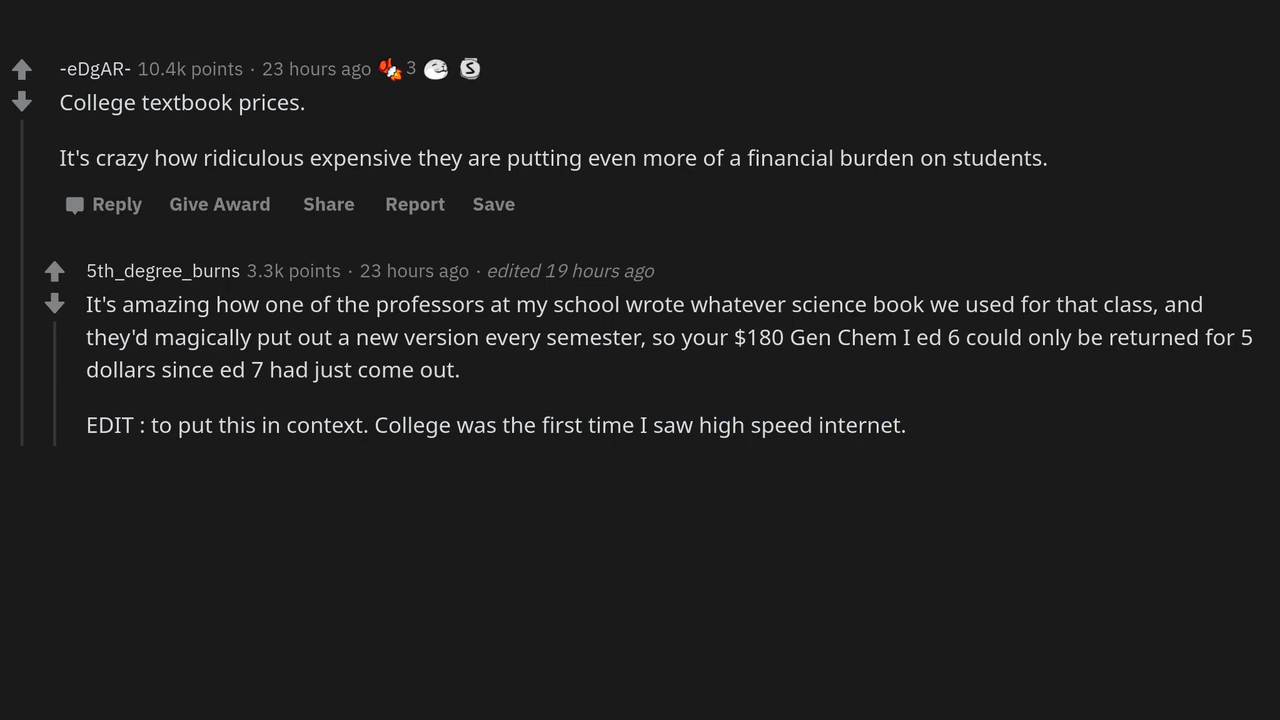 -eDgAR- 10.4k points · 23 hours ago 3 S
College textbook prices.
It's crazy how ridiculous expensive they are putting even more of a financial burden on students.
Reply Give Award Share Report Save
5th_degree_burns 3.3k points · 23 hours ago · edited 19 hours ago
It's amazing how one of the professors at my school wrote whatever science book we used for that class, and
they'd magically put out a new version every semester, so your $180 Gen Chem I ed 6 could only be returned for 5
dollars since ed 7 had just come out.
EDIT : to put this in context. College was the first time I saw high speed internet.